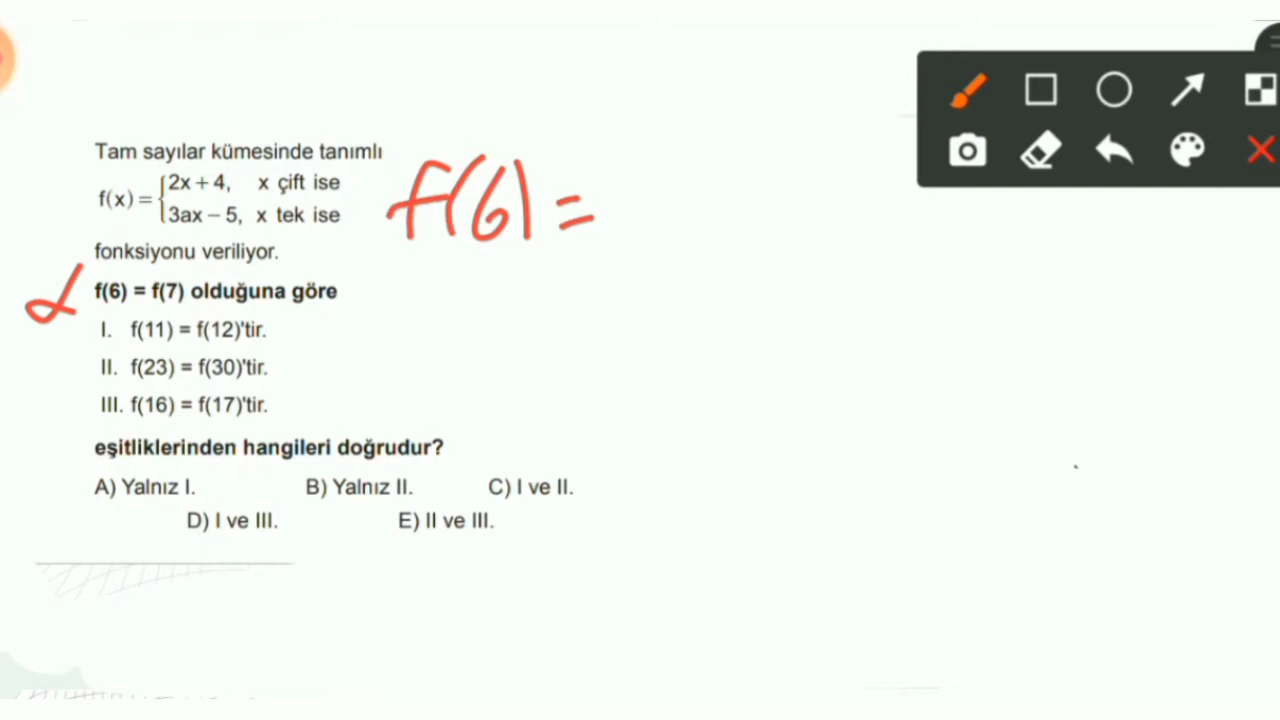 Tam sayılar kümesinde tanımlı
f(x) = { 2x + 4, x çift ise
3ax – 5, x tek ise
f(6) =
fonksiyonu veriliyor.
f(6) = f(7) olduğuna göre
I. f(11) = f(12)'tir.
II. f(23) = f(30)'tir.
III. f(16) = f(17)'tir.
eşitliklerinden hangileri doğrudur?
A) Yalnız I. B) Yalnız II. C) I ve II.
D) I ve III. E) II ve III.